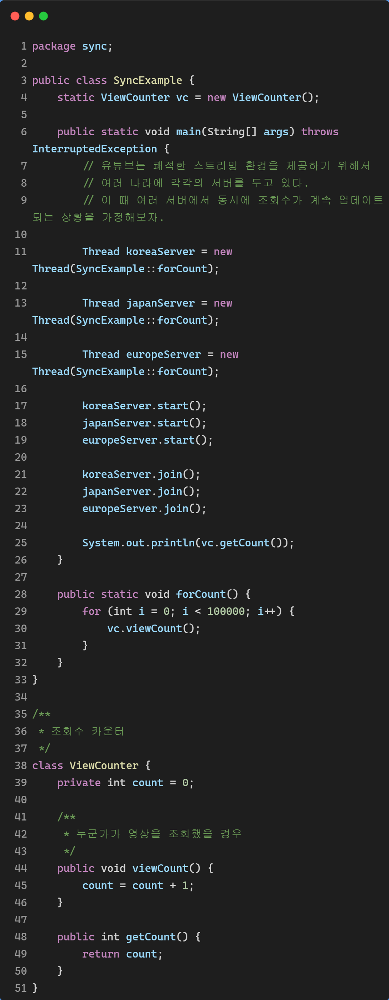 1 package sync;
2
3 public class SyncExample {
4     static ViewCounter vc = new ViewCounter();
5
6     public static void main(String[] args) throws
InterruptedException {
7         // 유튜브는 쾌적한 스트리밍 환경을 제공하기 위해서
8         // 여러 나라에 각각의 서버를 두고 있다.
9         // 이 때 여러 서버에서 동시에 조회수가 계속 업데이트
되는 상황을 가정해보자.
10
11         Thread koreaServer = new
Thread(SyncExample::forCount);
12
13         Thread japanServer = new
Thread(SyncExample::forCount);
14
15         Thread europeServer = new
Thread(SyncExample::forCount);
16
17         koreaServer.start();
18         japanServer.start();
19         europeServer.start();
20
21         koreaServer.join();
22         japanServer.join();
23         europeServer.join();
24
25         System.out.println(vc.getCount());
26     }
27
28     public static void forCount() {
29         for (int i = 0; i < 100000; i++) {
30             vc.viewCount();
31         }
32     }
33 }
34
35 /**
36  * 조회수 카운터
37  */
38 class ViewCounter {
39     private int count = 0;
40
41     /**
42      * 누군가가 영상을 조회했을 경우
43      */
44     public void viewCount() {
45         count = count + 1;
46     }
47
48     public int getCount() {
49         return count;
50     }
51 }